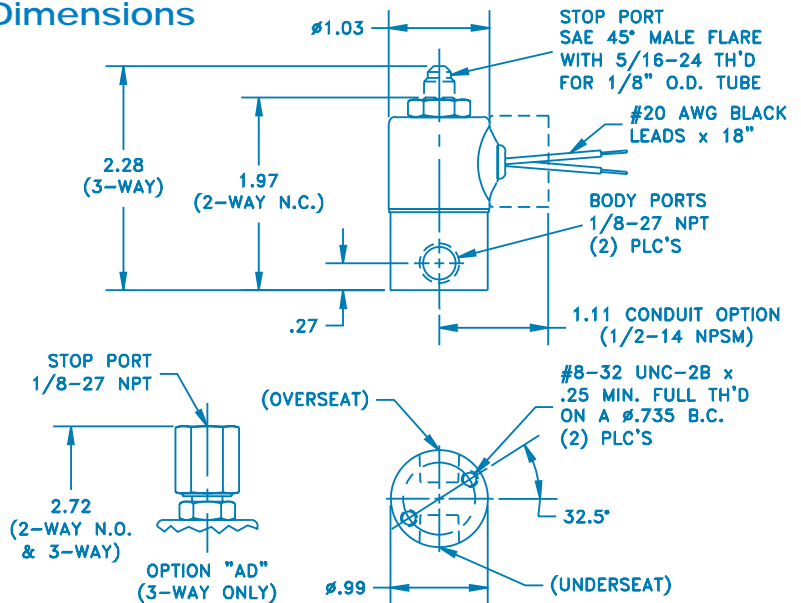 Dimensions
ø1.03
STOP PORT
SAE 45° MALE FLARE
WITH 5/16-24 TH'D
FOR 1/8" O.D. TUBE
#20 AWG BLACK
LEADS x 18"
2.28
(3-WAY)
1.97
(2-WAY N.C.)
BODY PORTS
1/8-27 NPT
(2) PLC'S
.27
1.11 CONDUIT OPTION
(1/2-14 NPSM)
STOP PORT
1/8-27 NPT
(OVERSEAT)
#8-32 UNC-2B x
.25 MIN. FULL TH'D
ON A ø.735 B.C.
(2) PLC'S
2.72
(2-WAY N.O.
& 3-WAY)
32.5°
OPTION "AD"
(3-WAY ONLY)
ø.99
(UNDERSEAT)